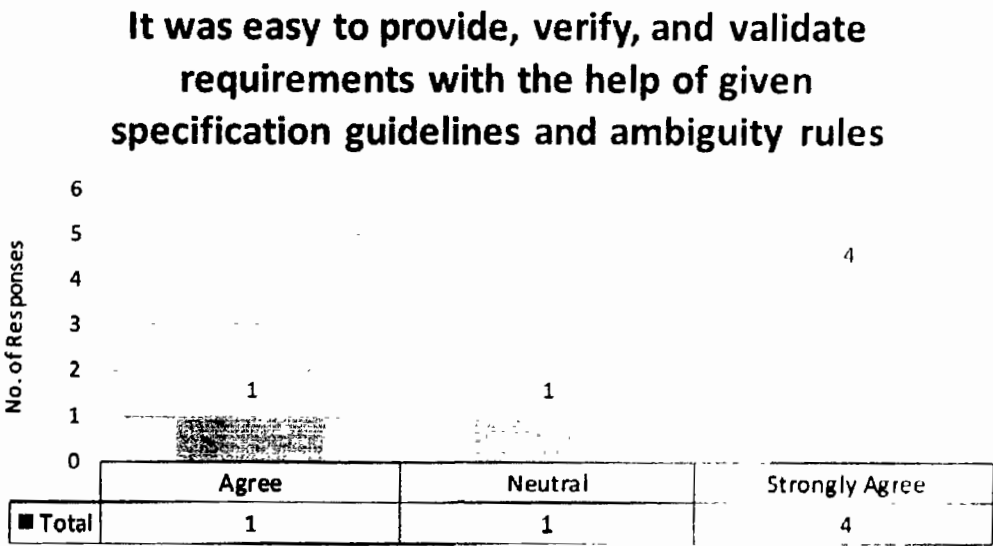 It was easy to provide, verify, and validate
requirements with the help of given
specification guidelines and ambiguity rules
No. of Responses
6
5
4
3
2
1
0
1
1
4
Agree Neutral Strongly Agree
Total 1 1 4